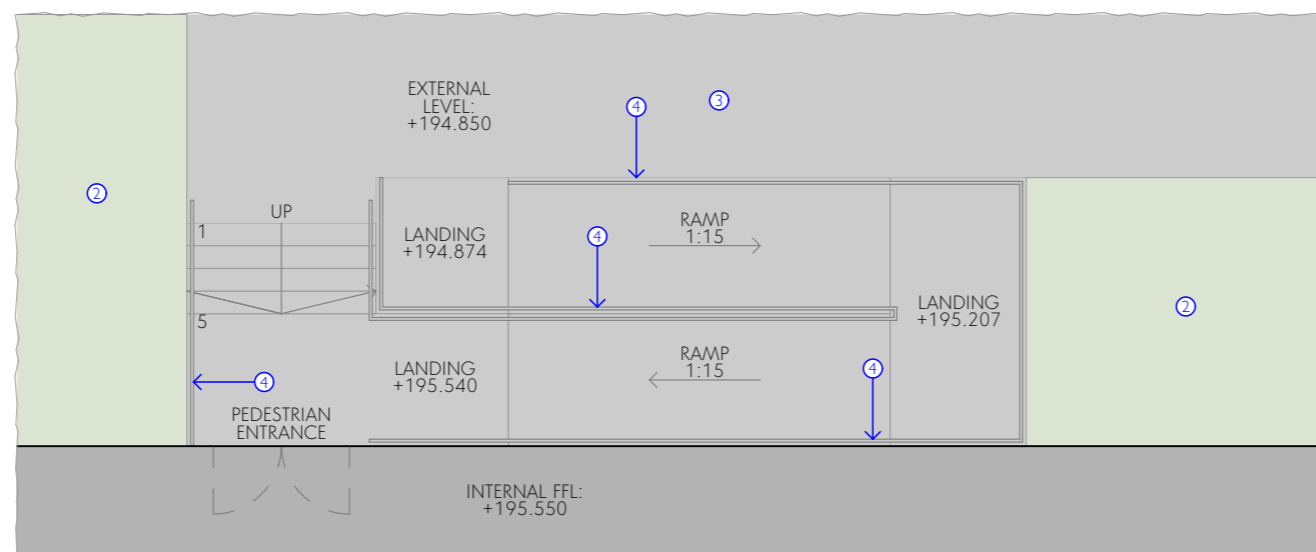 EXTERNAL
LEVEL:
+194.850
4
3
2
UP
1
LANDING
+194.874
4
RAMP
1:15
5
LANDING
+195.207
2
LANDING
+195.540
RAMP
1:15
4
4
PEDESTRIAN
ENTRANCE
INTERNAL FFL:
+195.550